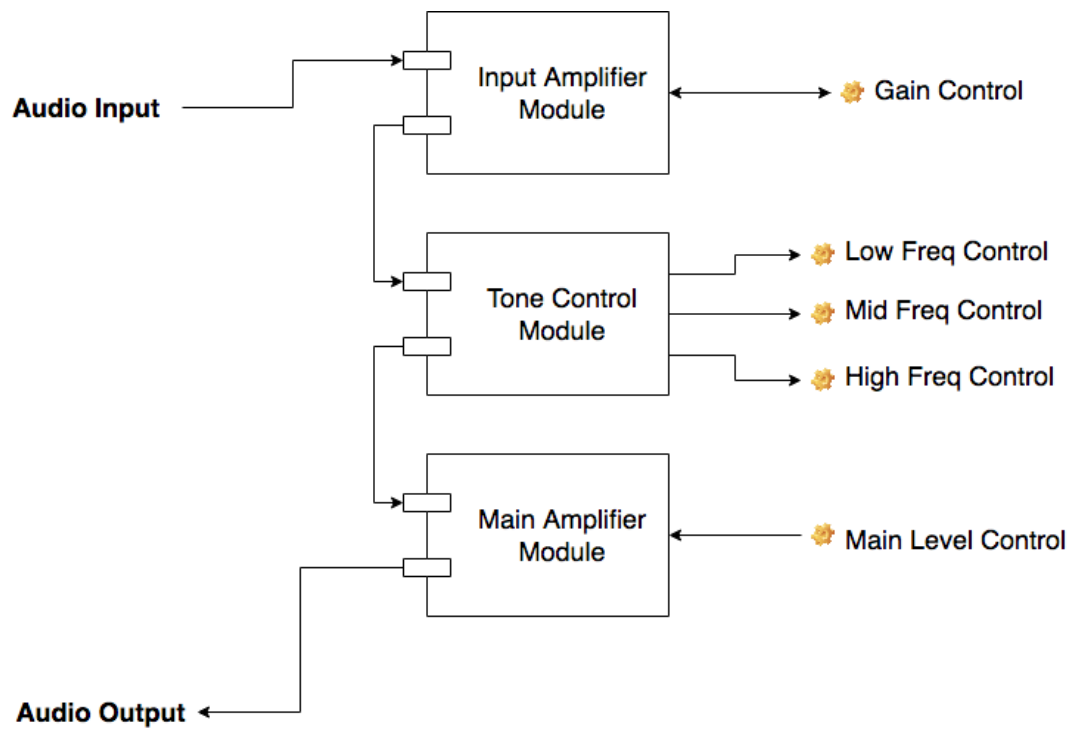 Audio Input
Input Amplifier
Module
Gain Control
Tone Control
Module
Low Freq Control
Mid Freq Control
High Freq Control
Main Amplifier
Module
Main Level Control
Audio Output